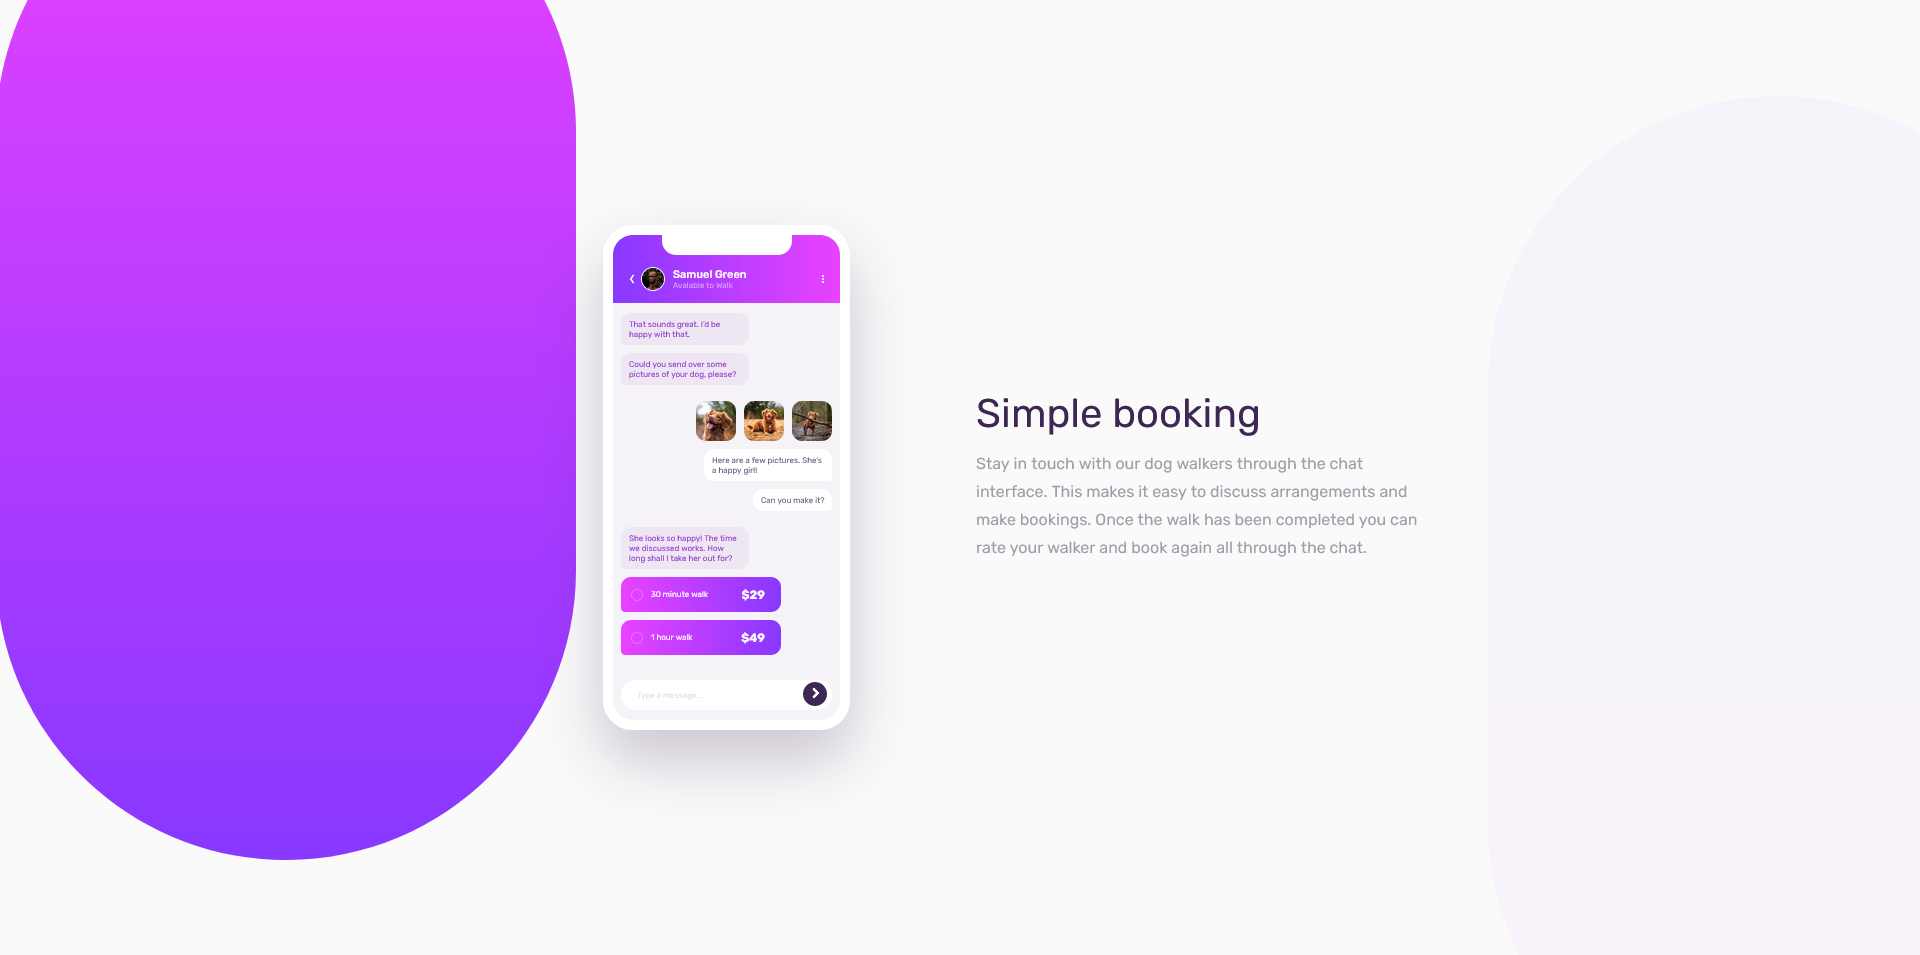 Samuel Green
Avalable to Walk
That sounds great. I'd be
happy with that.
Could you send over some
pictures of your dog, please?
Here are a few pictures. She's
a happy girl!
Can you make it?
She looks so happy! The time
we discussed works. How
long shall I take her out for?
30 minute walk $29
1 hour walk $49
Type a message...
Simple booking
Stay in touch with our dog walkers through the chat
interface. This makes it easy to discuss arrangements and
make bookings. Once the walk has been completed you can
rate your walker and book again all through the chat.